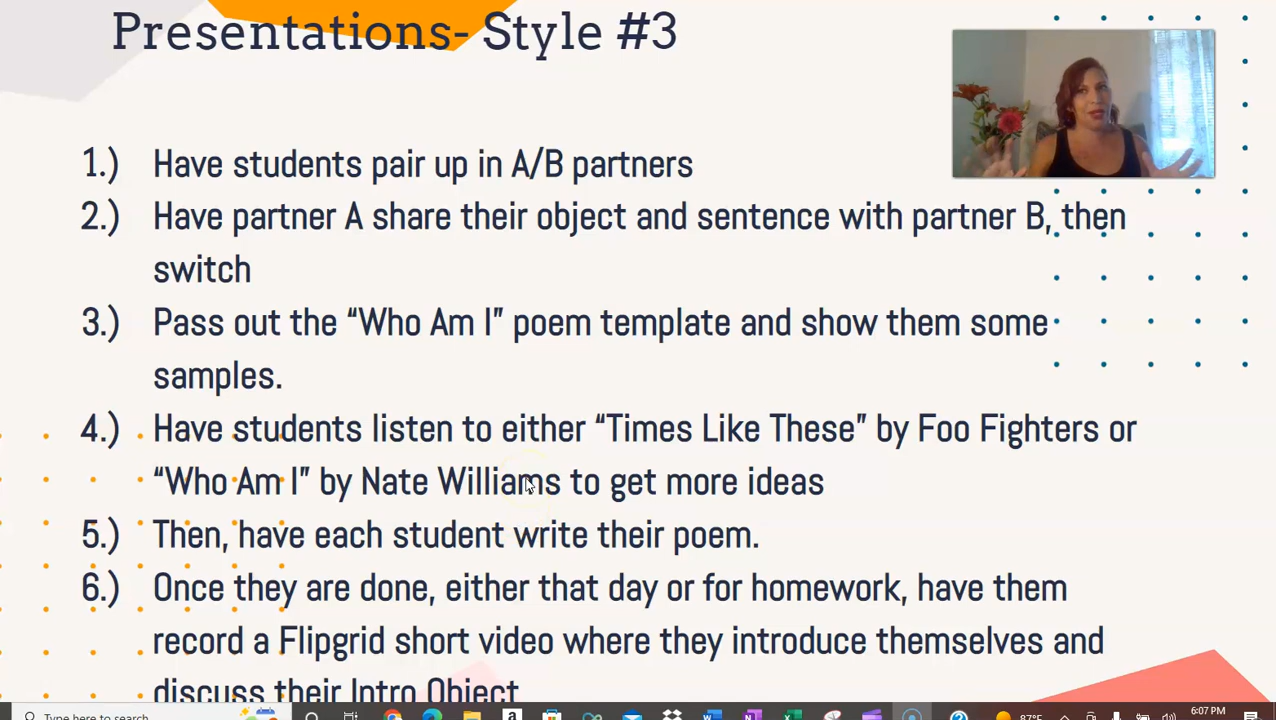 Presentations- Style #3
1.) Have students pair up in A/B partners
2.) Have partner A share their object and sentence with partner B, then
switch
3.) Pass out the “Who Am I” poem template and show them some
samples.
4.) Have students listen to either “Times Like These” by Foo Fighters or
“Who Am I” by Nate Williams to get more ideas
5.) Then, have each student write their poem.
6.) Once they are done, either that day or for homework, have them
record a Flipgrid short video where they introduce themselves and
discuss their Intro Object
Type here to search
87°F
6:07 PM